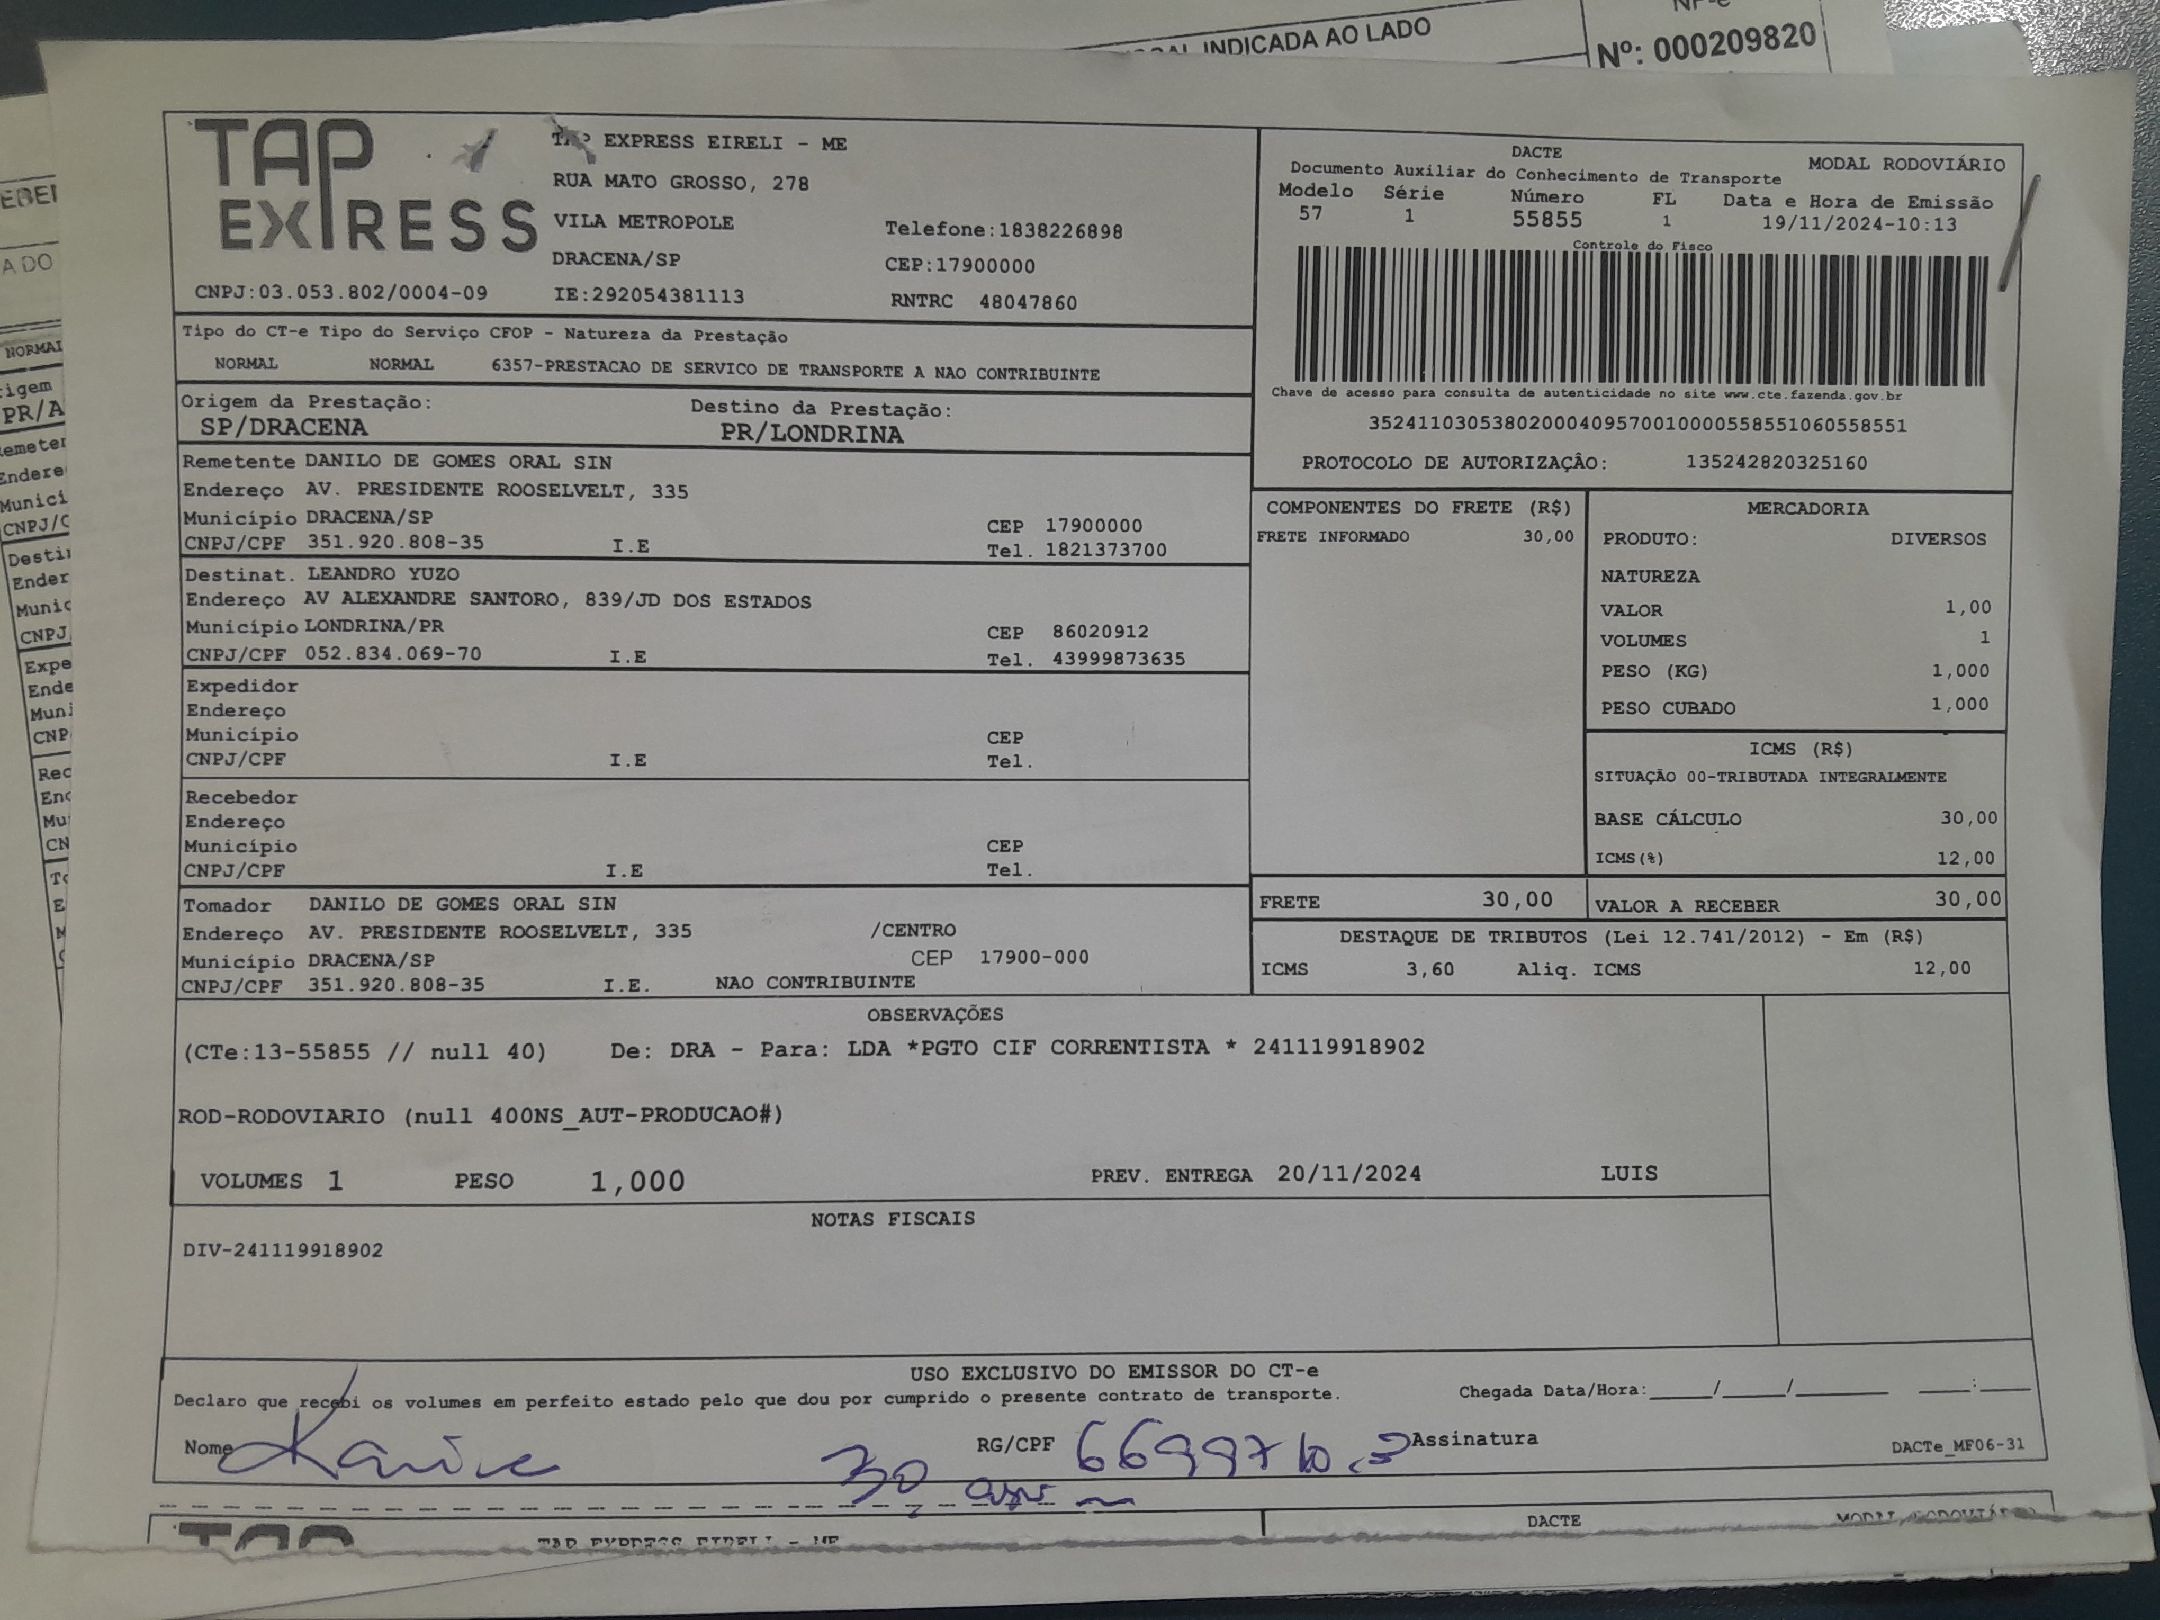 INDICADA AO LADO
Nº: 000209820
TAP EXPRESS
TAP EXPRESS EIRELI - ME
RUA MATO GROSSO, 278
VILA METROPOLE
Telefone:1838226898
DRACENA/SP
CEP:17900000
CNPJ:03.053.802/0004-09
IE:292054381113
RNTRC 48047860
DACTE
MODAL RODOVIÁRIO
Documento Auxiliar do Conhecimento de Transporte
Modelo Série Número FL Data e Hora de Emissão
57 1 55855 1 19/11/2024-10:13
Controle do Fisco
Chave de acesso para consulta de autenticidade no site www.cte.fazenda.gov.br
35241103053802000409570010000558551060558551
PROTOCOLO DE AUTORIZAÇÂO: 135242820325160
Tipo do CT-e Tipo do Serviço CFOP - Natureza da Prestação
NORMAL NORMAL 6357-PRESTACAO DE SERVICO DE TRANSPORTE A NAO CONTRIBUINTE
Origem da Prestação: Destino da Prestação:
SP/DRACENA PR/LONDRINA
Remetente DANILO DE GOMES ORAL SIN
Endereço AV. PRESIDENTE ROOSELVELT, 335
Município DRACENA/SP CEP 17900000
CNPJ/CPF 351.920.808-35 I.E Tel. 1821373700
Destinat. LEANDRO YUZO
Endereço AV ALEXANDRE SANTORO, 839/JD DOS ESTADOS
Município LONDRINA/PR CEP 86020912
CNPJ/CPF 052.834.069-70 I.E Tel. 43999873635
Expedidor
Endereço
Município CEP
CNPJ/CPF I.E Tel.
Recebedor
Endereço
Município CEP
CNPJ/CPF I.E Tel.
Tomador DANILO DE GOMES ORAL SIN
Endereço AV. PRESIDENTE ROOSELVELT, 335 /CENTRO
Município DRACENA/SP CEP 17900-000
CNPJ/CPF 351.920.808-35 I.E. NAO CONTRIBUINTE
COMPONENTES DO FRETE (R$)
FRETE INFORMADO 30,00
MERCADORIA
PRODUTO: DIVERSOS
NATUREZA
VALOR 1,00
VOLUMES 1
PESO (KG) 1,000
PESO CUBADO 1,000
ICMS (R$)
SITUAÇÃO 00-TRIBUTADA INTEGRALMENTE
BASE CÁLCULO 30,00
ICMS(%) 12,00
FRETE 30,00
VALOR A RECEBER 30,00
DESTAQUE DE TRIBUTOS (Lei 12.741/2012) - Em (R$)
ICMS 3,60 Aliq. ICMS 12,00
OBSERVAÇÕES
(CTe:13-55855 // null 40) De: DRA - Para: LDA *PGTO CIF CORRENTISTA * 241119918902
ROD-RODOVIARIO (null 400NS_AUT-PRODUCAO#)
VOLUMES 1 PESO 1,000 PREV. ENTREGA 20/11/2024 LUIS
NOTAS FISCAIS
DIV-241119918902
USO EXCLUSIVO DO EMISSOR DO CT-e
Declaro que recebi os volumes em perfeito estado pelo que dou por cumprido o presente contrato de transporte.
Chegada Data/Hora:____/____/______ ___:___
Nome RG/CPF Assinatura
DACTe_MF06-31
TAP EXPRESS EIRELI - ME
DACTE
MODAL RODOVIÁRIO